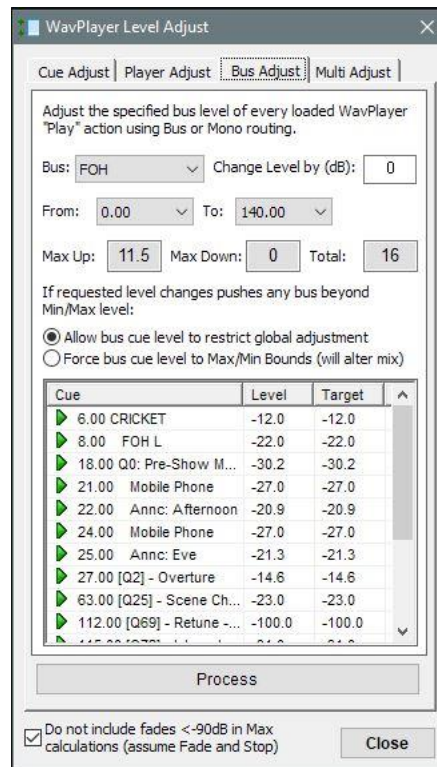 WavPlayer Level Adjust
Cue Adjust Player Adjust Bus Adjust Multi Adjust
Adjust the specified bus level of every loaded WavPlayer
"Play" action using Bus or Mono routing.
Bus: FOH Change Level by (dB): 0
From: 0.00 To: 140.00
Max Up: 11.5 Max Down: 0 Total: 16
If requested level changes pushes any bus beyond
Min/Max level:
Allow bus cue level to restrict global adjustment
Force bus cue level to Max/Min Bounds (will alter mix)
Cue Level Target
6.00 CRICKET -12.0 -12.0
8.00 FOH L -22.0 -22.0
18.00 Q0: Pre-Show M... -30.2 -30.2
21.00 Mobile Phone -27.0 -27.0
22.00 Annc: Afternoon -20.9 -20.9
24.00 Mobile Phone -27.0 -27.0
25.00 Annc: Eve -21.3 -21.3
27.00 [Q2] - Overture -14.6 -14.6
63.00 [Q25] - Scene Ch... -23.0 -23.0
112.00 [Q69] - Retune -... -100.0 -100.0
Process
Do not include fades <-90dB in Max
calculations (assume Fade and Stop)
Close